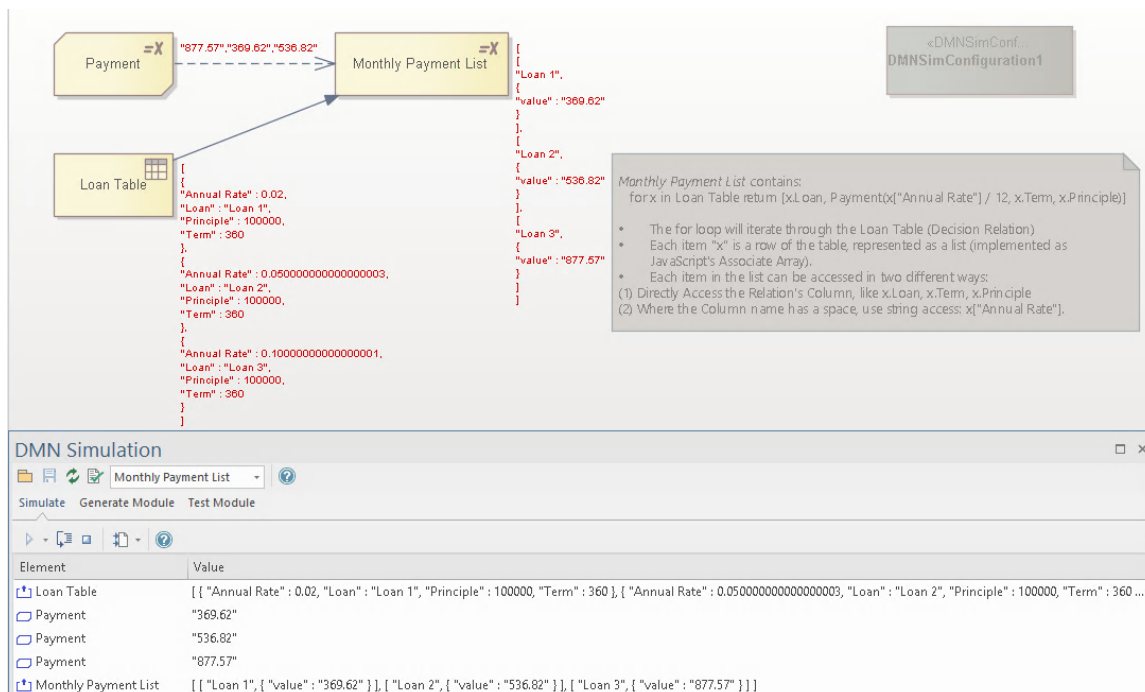 =X
Payment
"877.57","369.62","536.82"
=X
Monthly Payment List
[
[
"Loan 1",
{
"value" : "369.62"
}
],
[
"Loan 2",
{
"value" : "536.82"
}
],
[
"Loan 3",
{
"value" : "877.57"
}
]
]
«DMNSimConf...
DMNSimConfiguration1
Loan Table
[
{
"Annual Rate" : 0.02,
"Loan" : "Loan 1",
"Principle" : 100000,
"Term" : 360
},
{
"Annual Rate" : 0.050000000000000003,
"Loan" : "Loan 2",
"Principle" : 100000,
"Term" : 360
},
{
"Annual Rate" : 0.10000000000000001,
"Loan" : "Loan 3",
"Principle" : 100000,
"Term" : 360
}
]
Monthly Payment List contains:
for x in Loan Table return [x.Loan, Payment(x["Annual Rate"] / 12, x.Term, x.Principle)]
• The for loop will iterate through the Loan Table (Decision Relation)
• Each item "x" is a row of the table, represented as a list (implemented as
JavaScript's Associate Array).
• Each item in the list can be accessed in two different ways:
(1) Directly Access the Relation's Column, like x.Loan, x.Term, x.Principle
(2) Where the Column name has a space, use string access: x["Annual Rate"].
DMN Simulation
Monthly Payment List
Simulate Generate Module Test Module
Element Value
Loan Table [ { "Annual Rate" : 0.02, "Loan" : "Loan 1", "Principle" : 100000, "Term" : 360 }, { "Annual Rate" : 0.050000000000000003, "Loan" : "Loan 2", "Principle" : 100000, "Term" : 360 ...
Payment "369.62"
Payment "536.82"
Payment "877.57"
Monthly Payment List [ [ "Loan 1", { "value" : "369.62" } ], [ "Loan 2", { "value" : "536.82" } ], [ "Loan 3", { "value" : "877.57" } ] ]